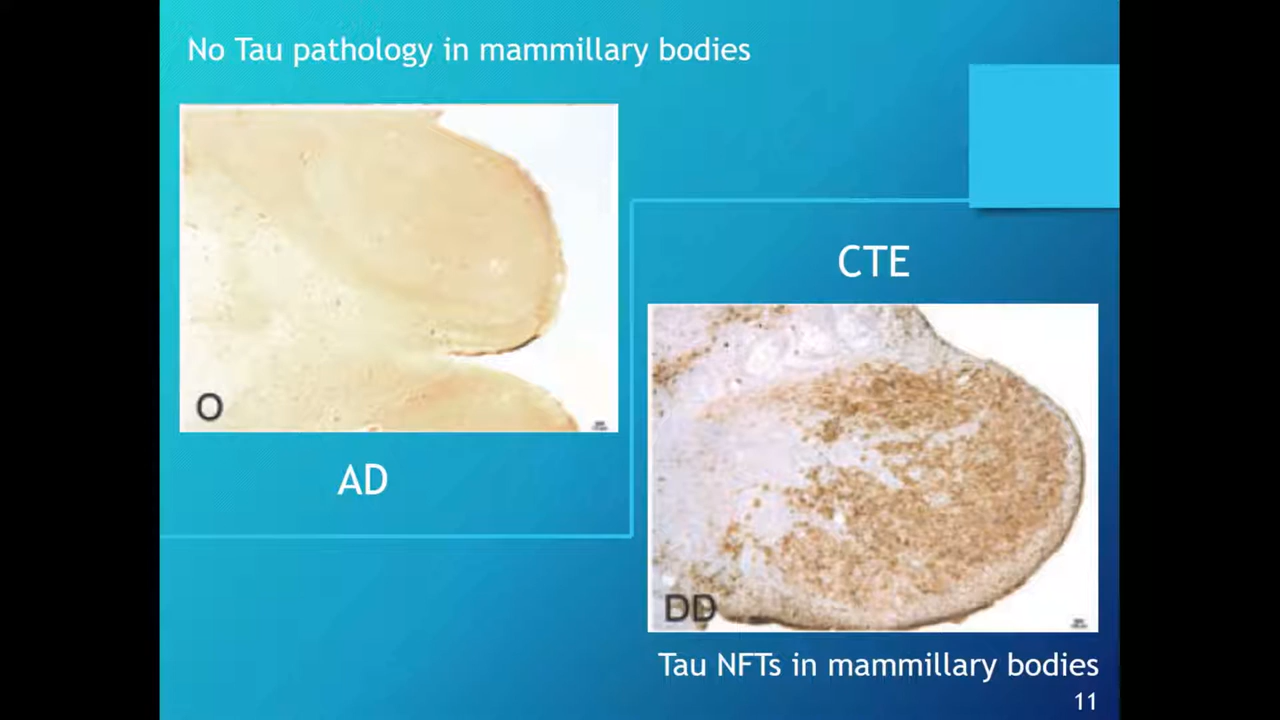 No Tau pathology in mammillary bodies
CTE
O
AD
DD
Tau NFTs in mammillary bodies
11